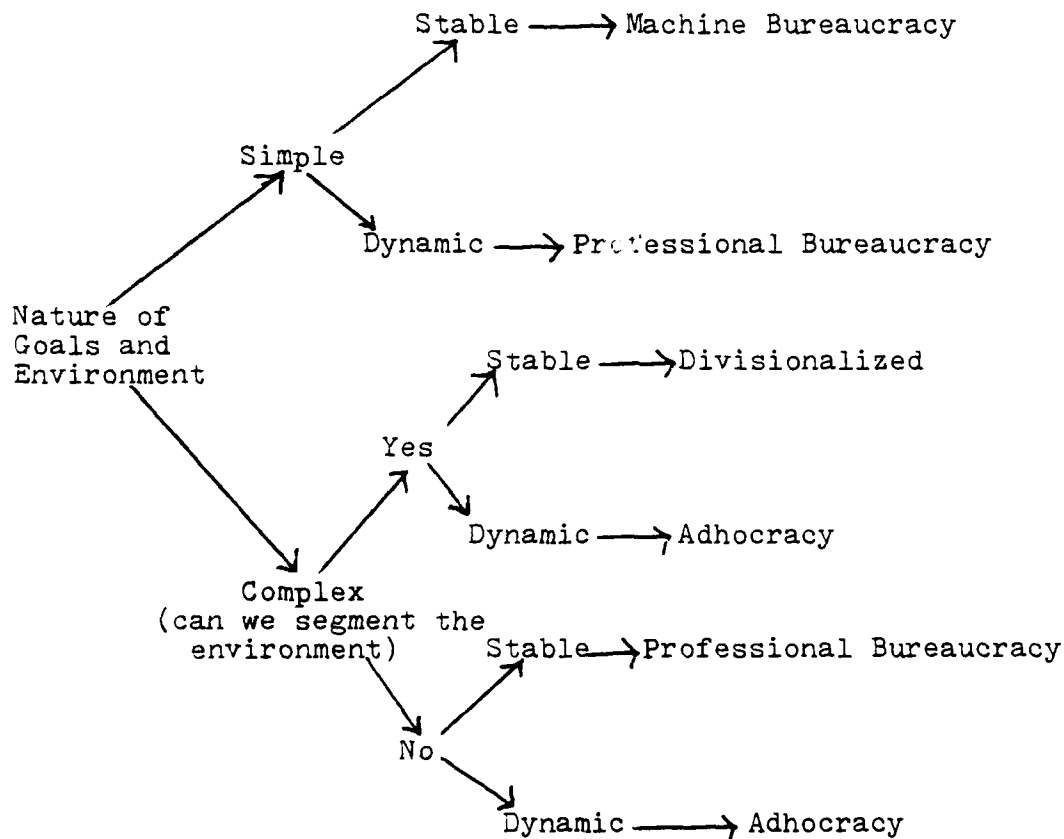 Stable Machine Bureaucracy
Simple
Dynamic Professional Bureaucracy
Nature of
Goals and
Environment
Stable Divisionalized
Yes
Dynamic Adhocracy
Complex
(can we segment the
environment)
Stable Professional Bureaucracy
No
Dynamic Adhocracy